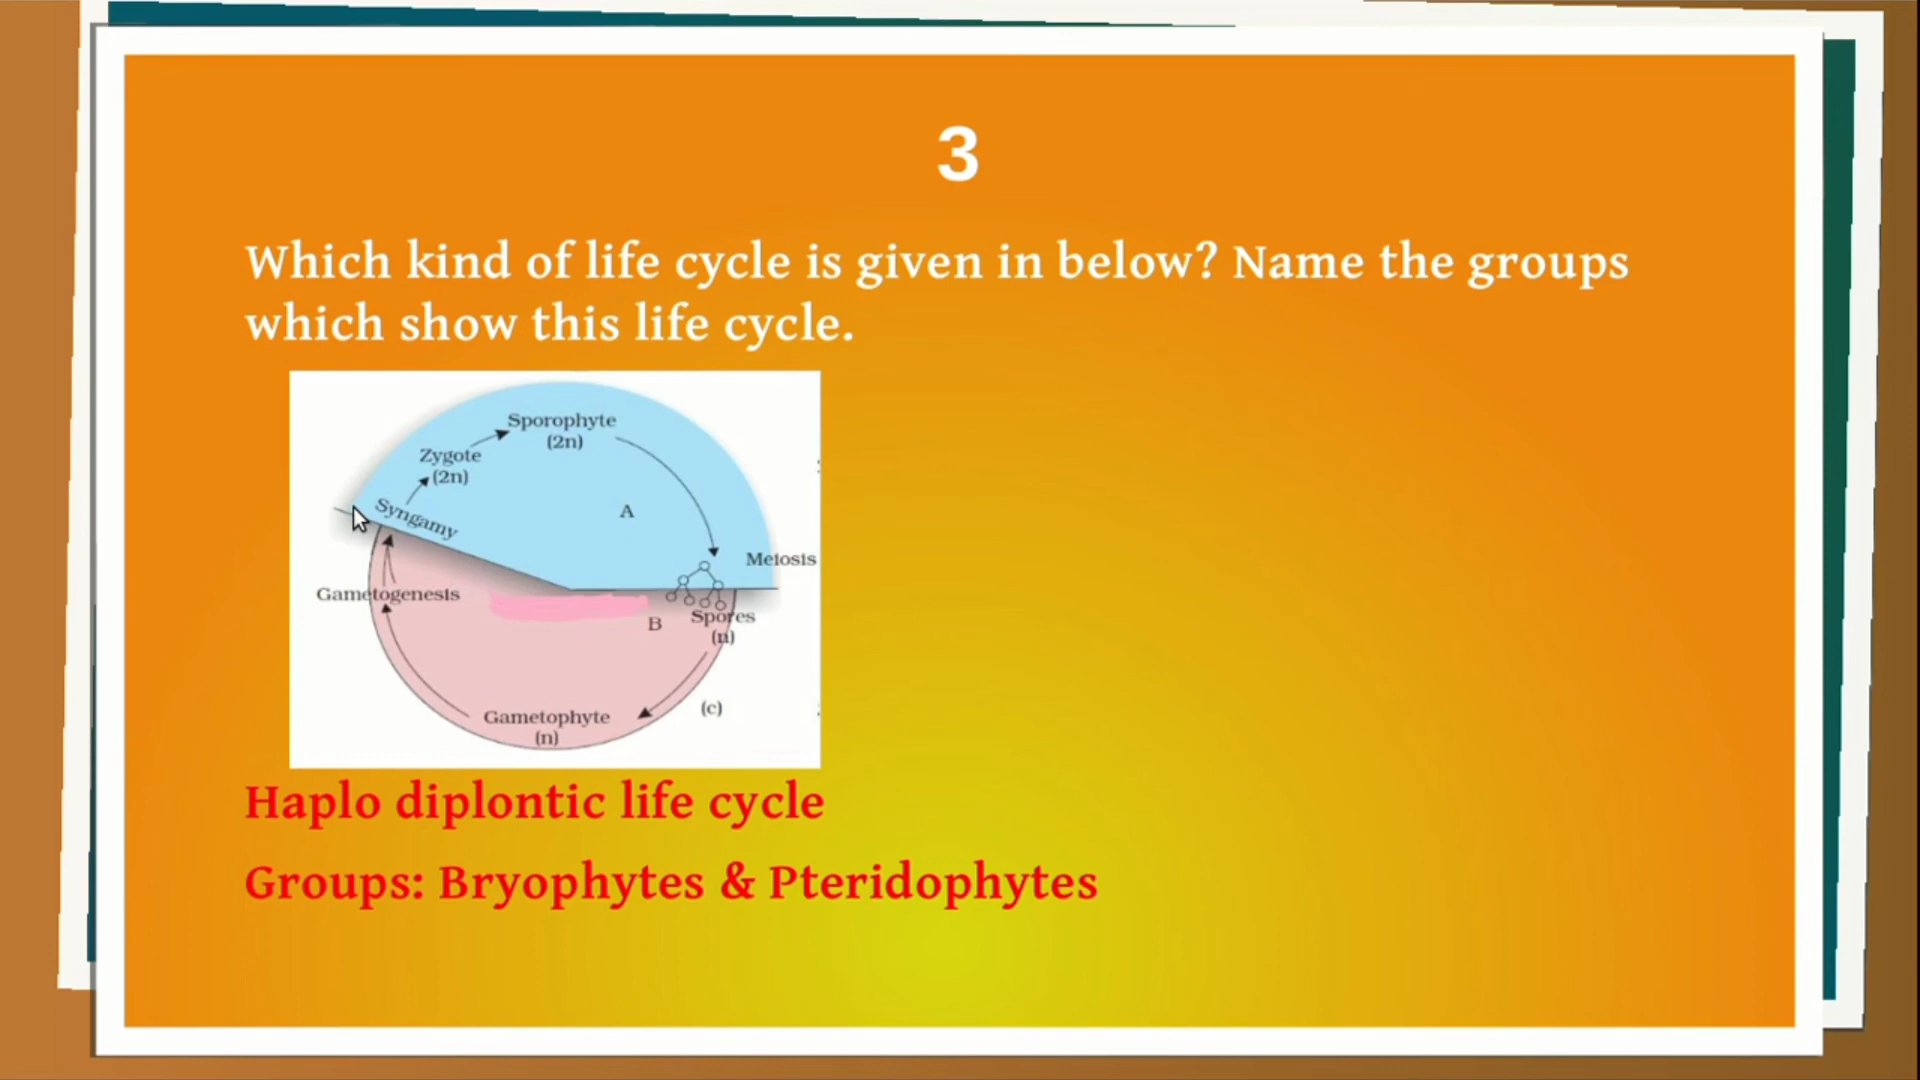 3
Which kind of life cycle is given in below? Name the groups
which show this life cycle.
Sporophyte
(2n)
Zygote
(2n)
Syngamy
A
Meiosis
Gametogenesis
B
Spores
(n)
(c)
Gametophyte
(n)
Haplo diplontic life cycle
Groups: Bryophytes & Pteridophytes